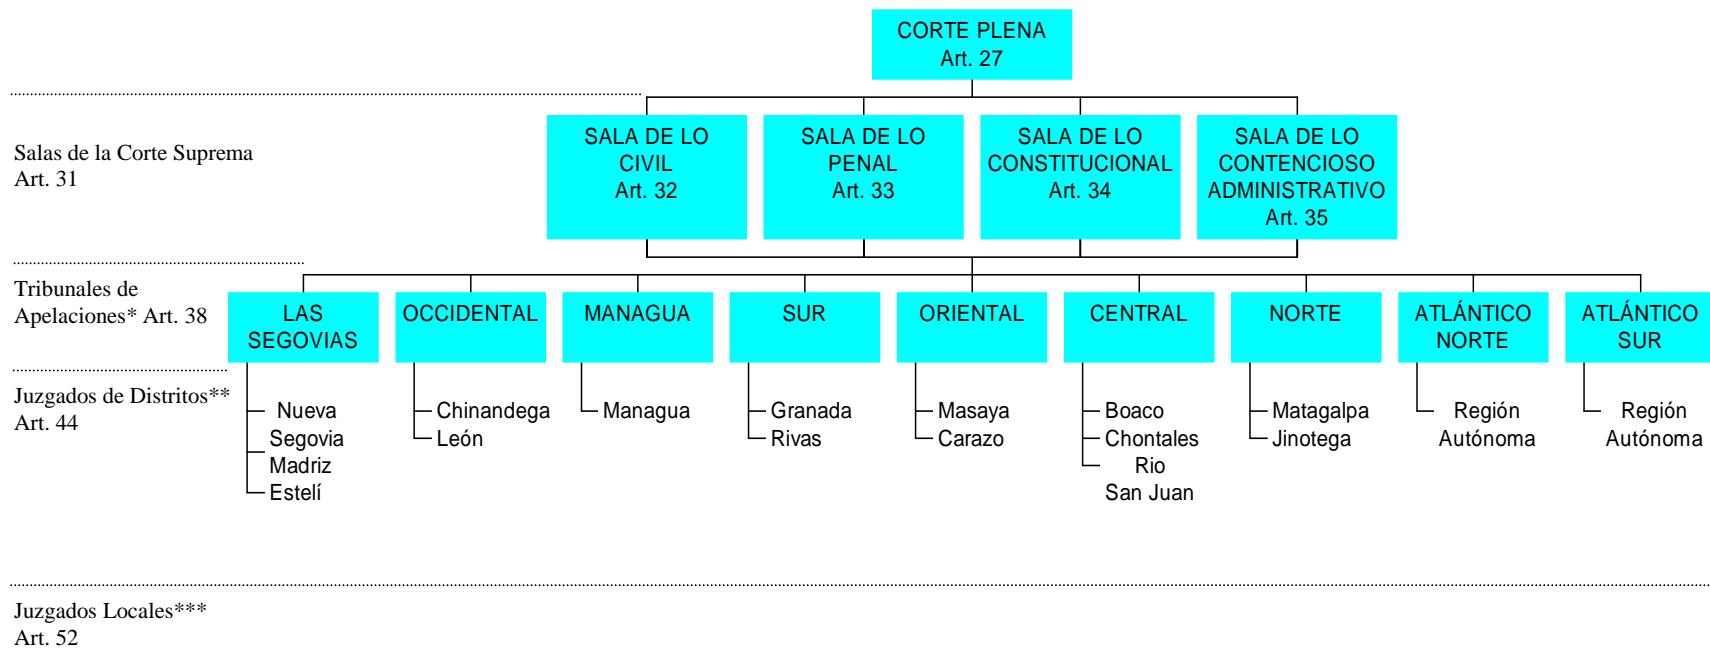 CORTE PLENA
Art. 27
Salas de la Corte Suprema
Art. 31
SALA DE LO
CIVIL
Art. 32
SALA DE LO
PENAL
Art. 33
SALA DE LO
CONSTITUCIONAL
Art. 34
SALA DE LO
CONTENCIOSO
ADMINISTRATIVO
Art. 35
Tribunales de
Apelaciones* Art. 38
LAS
SEGOVIAS
OCCIDENTAL
MANAGUA
SUR
ORIENTAL
CENTRAL
NORTE
ATLÁNTICO
NORTE
ATLÁNTICO
SUR
Juzgados de Distritos**
Art. 44
Nueva
Segovia
Madriz
Estelí
Chinandega
León
Managua
Granada
Rivas
Masaya
Carazo
Boaco
Chontales
Rio
San Juan
Matagalpa
Jinotega
Región
Autónoma
Región
Autónoma
Juzgados Locales***
Art. 52